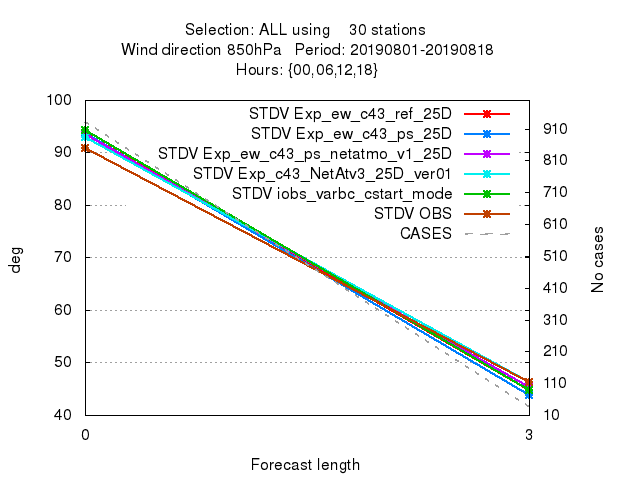 Selection: ALL using 30 stations
Wind direction 850hPa Period: 20190801-20190818
Hours: {00,06,12,18}
STDV Exp_ew_c43_ref_25D
STDV Exp_ew_c43_ps_25D
STDV Exp_ew_c43_ps_netatmo_v1_25D
STDV Exp_c43_NetAtv3_25D_ver01
STDV iobs_varbc_cstart_mode
STDV OBS
CASES
100
90
80
70
60
50
40
deg
910
810
710
610
510
410
310
210
110
10
No cases
0 3
Forecast length